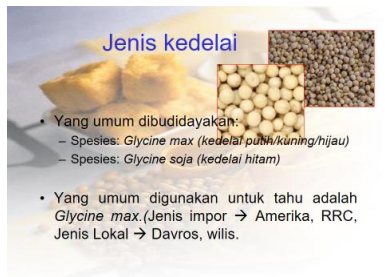 Jenis kedelai
• Yang umum dibudidayakan:
– Spesies: Glycine max (kedelai putih/kuning/hijau)
– Spesies: Glycine soja (kedelai hitam)
• Yang umum digunakan untuk tahu adalah
Glycine max.(Jenis impor → Amerika, RRC,
Jenis Lokal → Davros, wilis.